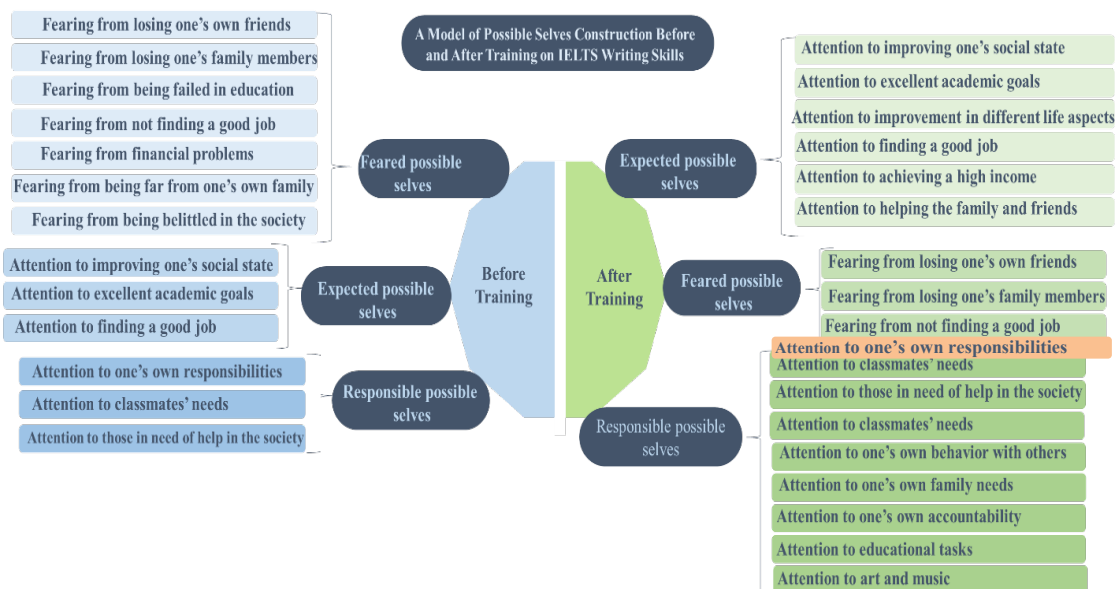 A Model of Possible Selves Construction Before
and After Training on IELTS Writing Skills
Fearing from losing one's own friends
Fearing from losing one's family members
Fearing from being failed in education
Fearing from not finding a good job
Fearing from financial problems
Fearing from being far from one's own family
Fearing from being belittled in the society
Feared possible
selves
Attention to improving one's social state
Attention to excellent academic goals
Attention to finding a good job
Expected possible
selves
Attention to one's own responsibilities
Attention to classmates' needs
Attention to those in need of help in the society
Responsible possible
selves
Before
Training
After
Training
Expected possible
selves
Attention to improving one's social state
Attention to excellent academic goals
Attention to improvement in different life aspects
Attention to finding a good job
Attention to achieving a high income
Attention to helping the family and friends
Feared possible
selves
Fearing from losing one's own friends
Fearing from losing one's family members
Fearing from not finding a good job
Responsible possible
selves
Attention to one's own responsibilities
Attention to classmates' needs
Attention to those in need of help in the society
Attention to classmates' needs
Attention to one's own behavior with others
Attention to one's own family needs
Attention to one's own accountability
Attention to educational tasks
Attention to art and music